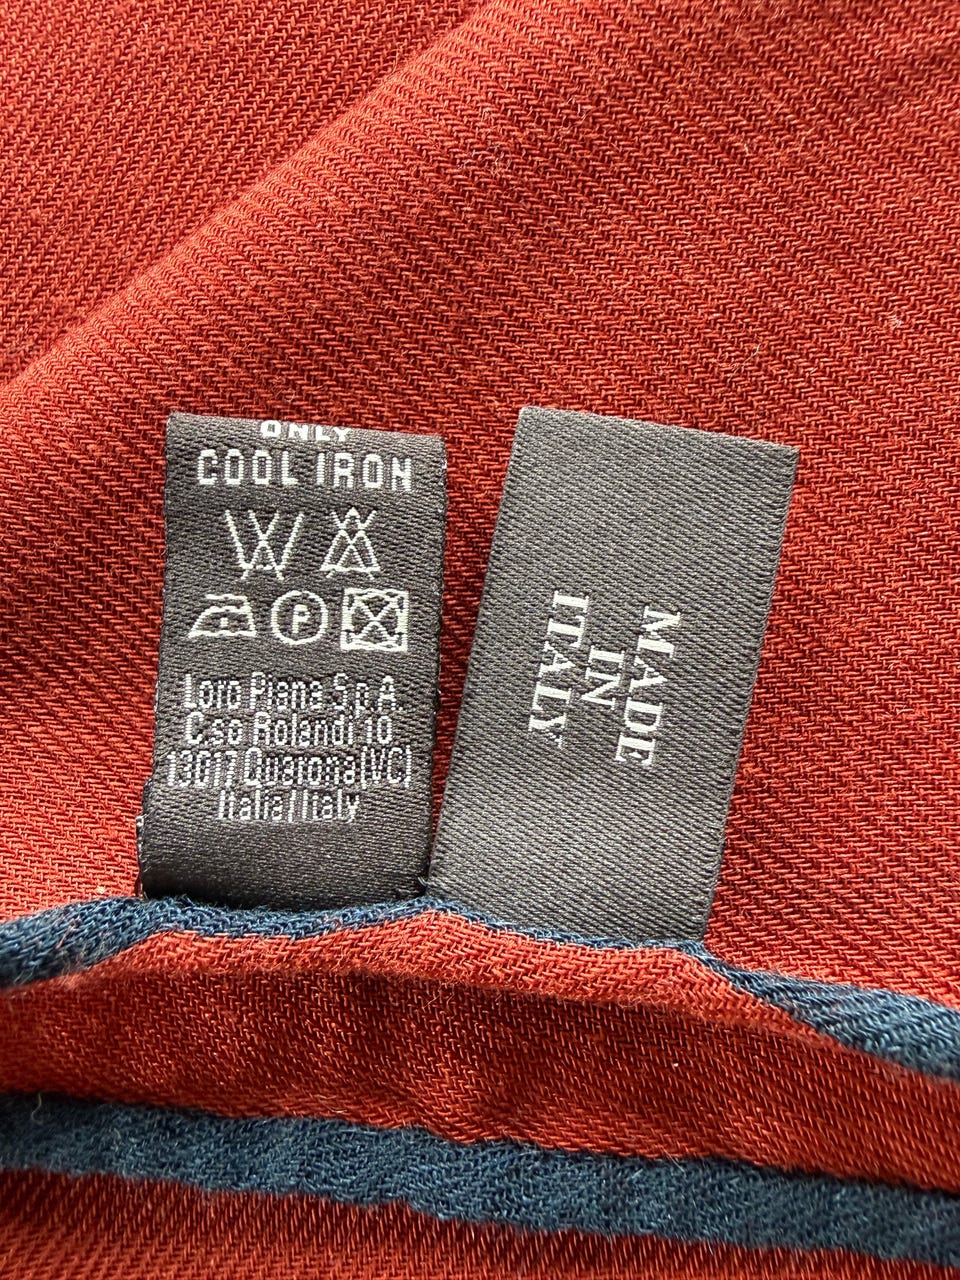 ONLY
COOL IRON
P
Loro Piana S.p.A.
C.so Rolandi 10
13017 Quarona (VC)
Italia/Italy
MADE
IN
ITALY